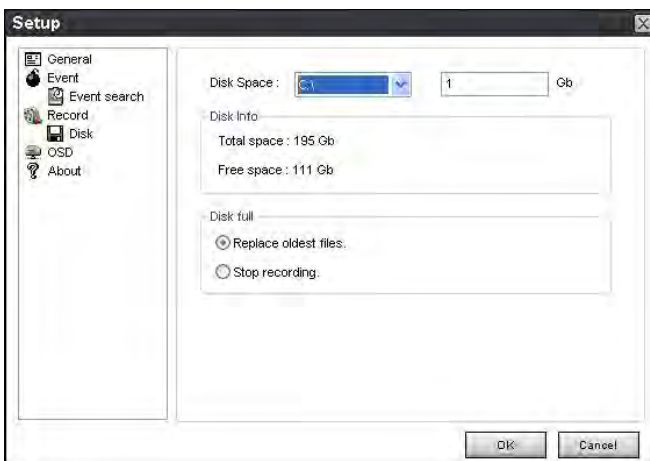 Setup
General
Event
Event search
Record
Disk
OSD
About
Disk Space : C:\ 1 Gb
Disk Info
Total space : 195 Gb
Free space : 111 Gb
Disk full
Replace oldest files.
Stop recording.
OK Cancel